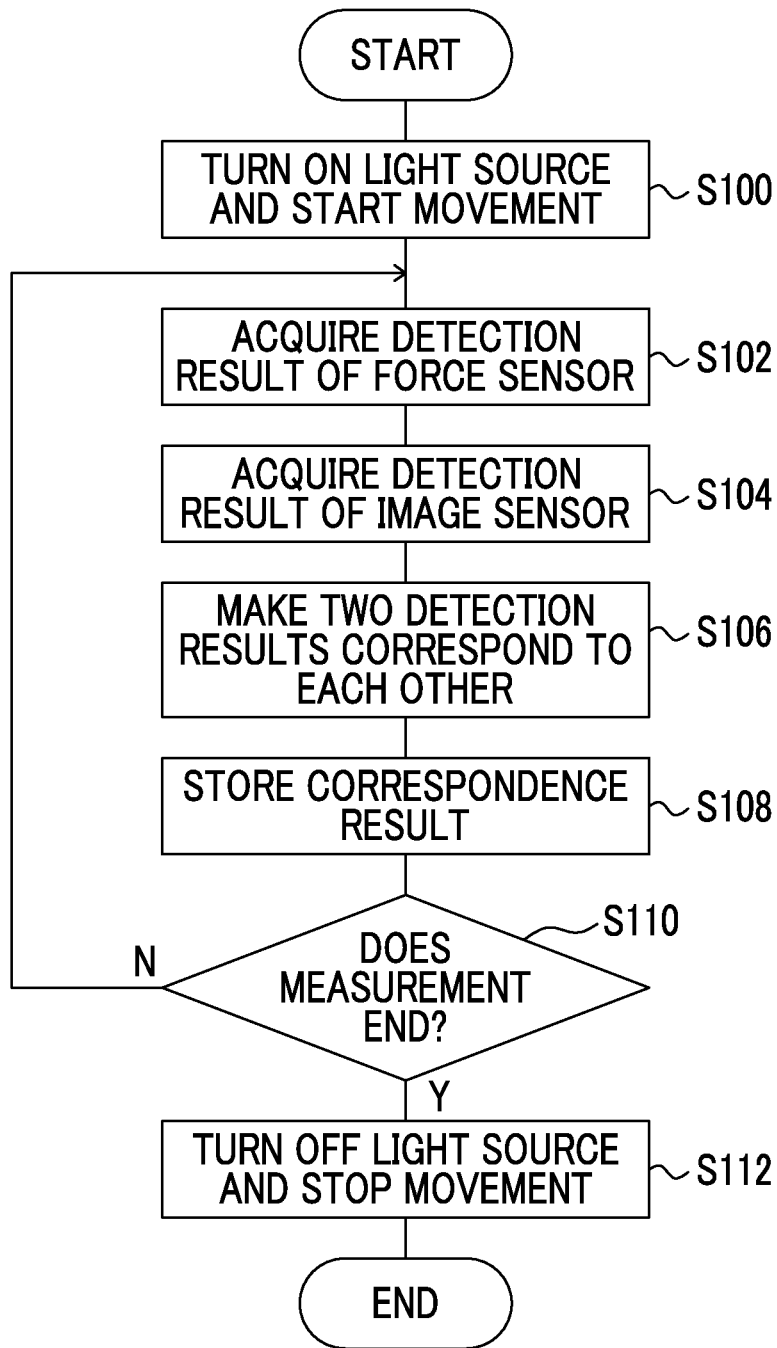 START
TURN ON LIGHT SOURCE
AND START MOVEMENT
S100
ACQUIRE DETECTION
RESULT OF FORCE SENSOR
S102
ACQUIRE DETECTION
RESULT OF IMAGE SENSOR
S104
MAKE TWO DETECTION
RESULTS CORRESPOND TO
EACH OTHER
S106
STORE CORRESPONDENCE
RESULT
S108
DOES
MEASUREMENT
END?
S110
N
Y
TURN OFF LIGHT SOURCE
AND STOP MOVEMENT
S112
END